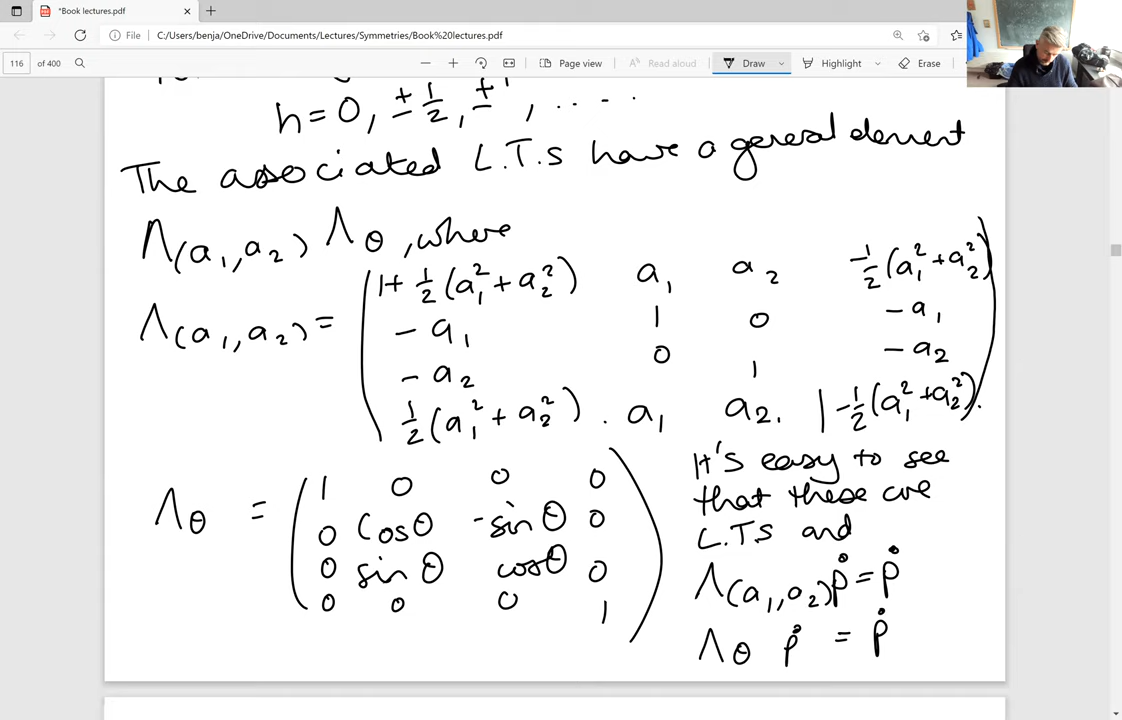 *Book lectures.pdf
File C:/Users/benja/OneDrive/Documents/Lectures/Symmetries/Book%20lectures.pdf
116 of 400 Page view Read aloud Draw Highlight Erase
h = 0, ± 1/2, ± 1, ....
The associated L.T.s have a general element
Λ(a₁,a₂) Λθ, where
Λ(a₁,a₂) =
1+ 1/2 (a₁² + a₂²) a₁ a₂ -1/2 (a₁² + a₂²)
- a₁ 1 0 - a₁
- a₂ 0 1 - a₂
1/2 (a₁² + a₂²) . a₁ a₂. 1 - 1/2 (a₁² + a₂²).
Λθ =
1 0 0 0
0 cosθ -sinθ 0
0 sinθ cosθ 0
0 0 0 1
It's easy to see
that these are
L.T.S and
Λ(a₁,a₂) p̊ = p̊
Λθ p̊ = p̊